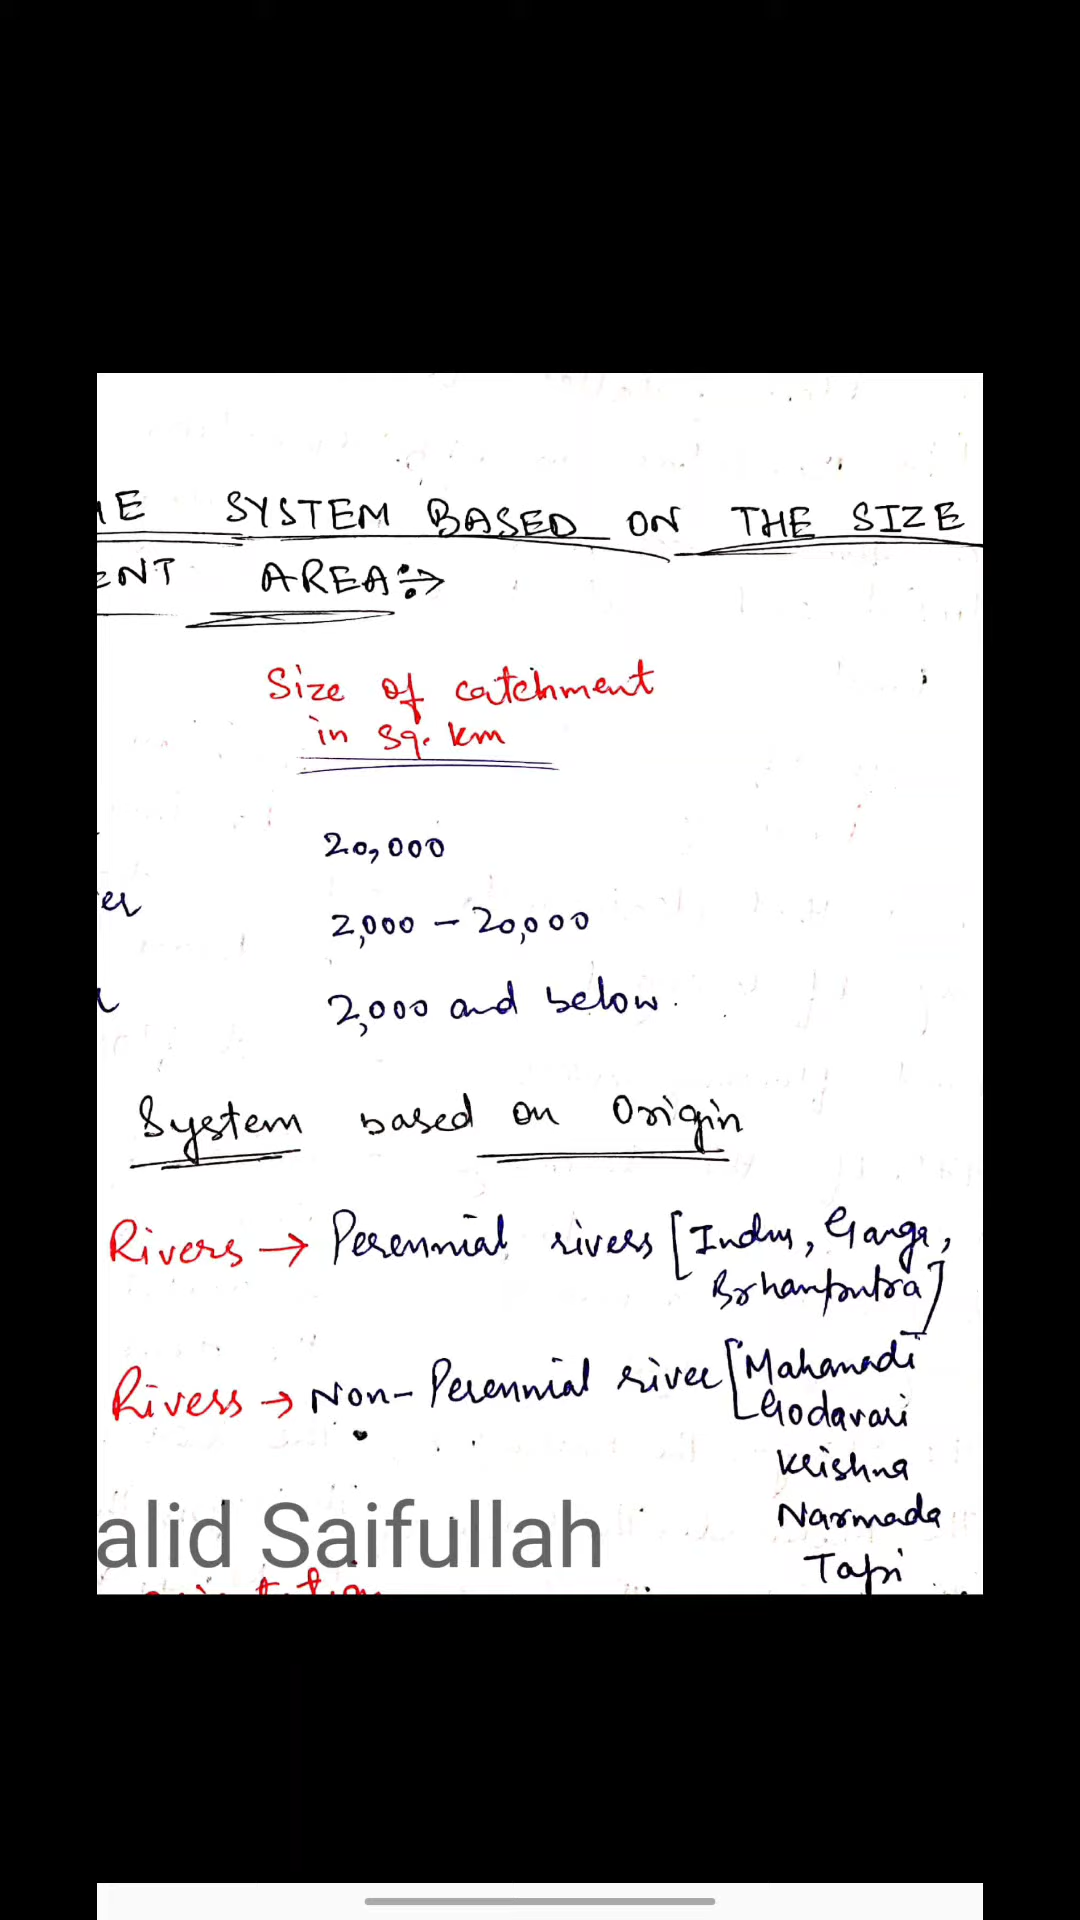 SYSTEM BASED ON THE SIZE
ENT AREA:→
Size of catchment
in sq. km
20,000
er
2,000 - 20,000
2,000 and below.
System based on Origin
Rivers → Perennial rivers [Indus, Ganga,
Brhamputra]
Rivers → Non-Perennial river [Mahanadi
Godavari
Krishna
Narmada
Tapi
alid Saifullah